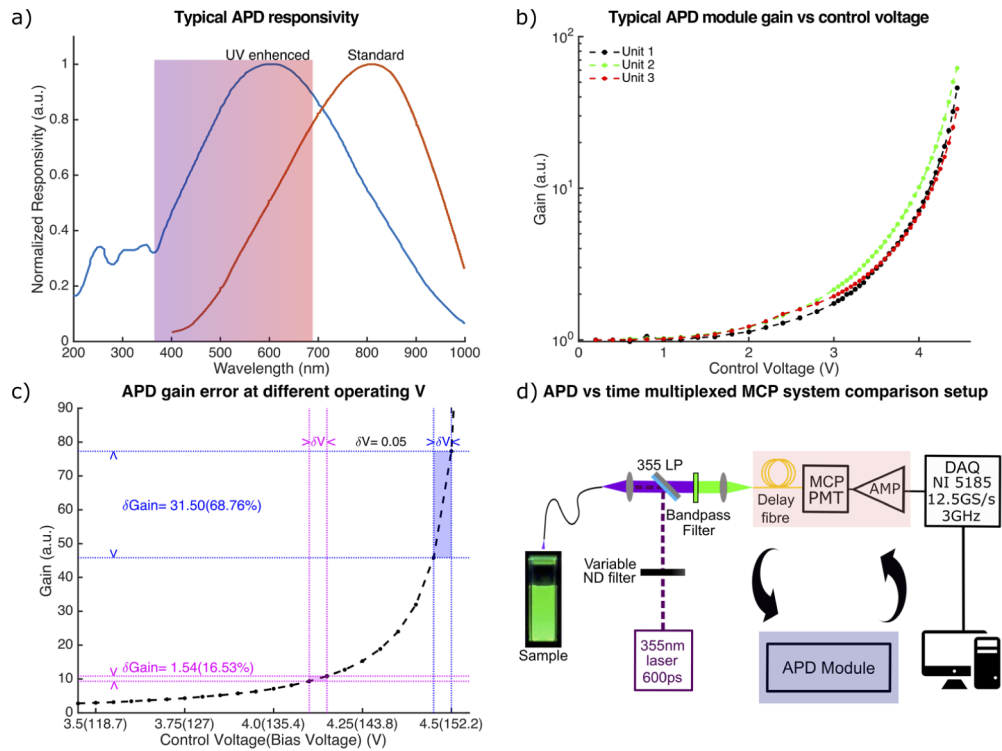 a)
Typical APD responsivity
UV enhenced
Standard
Normalized Responsivity (a.u.)
1
0.8
0.6
0.4
0.2
0
200 300 400 500 600 700 800 900 1000
Wavelength (nm)
b)
Typical APD module gain vs control voltage
Unit 1
Unit 2
Unit 3
Gain (a.u.)
10²
10¹
10⁰
0 1 2 3 4
Control Voltage (V)
c)
APD gain error at different operating V
>δV< δV= 0.05 >δV<
δGain= 31.50(68.76%)
δGain= 1.54(16.53%)
Gain (a.u.)
90
80
70
60
50
40
30
20
10
0
3.5(118.7) 3.75(127) 4.0(135.4) 4.25(143.8) 4.5(152.2)
Control Voltage(Bias Voltage) (V)
d)
APD vs time multiplexed MCP system comparison setup
355 LP
Bandpass
Filter
Delay
fibre
MCP
PMT
AMP
DAQ
NI 5185
12.5GS/s
3GHz
Variable
ND filter
Sample
355nm
laser
600ps
APD Module